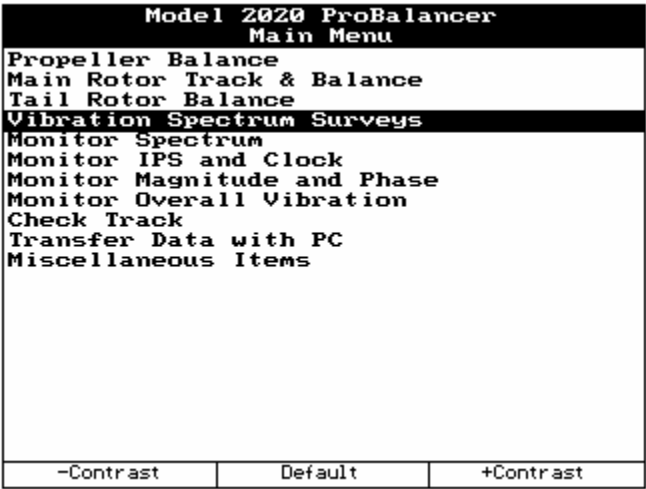 Model 2020 ProBalancer
Main Menu
Propeller Balance
Main Rotor Track & Balance
Tail Rotor Balance
Vibration Spectrum Surveys
Monitor Spectrum
Monitor IPS and Clock
Monitor Magnitude and Phase
Monitor Overall Vibration
Check Track
Transfer Data with PC
Miscellaneous Items
-Contrast Default +Contrast